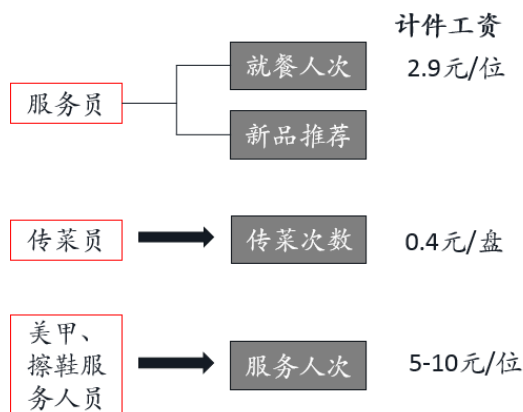 计件工资
就餐人次
2.9元/位
服务员
新品推荐
传菜员
传菜次数
0.4元/盘
美甲、
擦鞋服
务人员
服务人次
5-10元/位